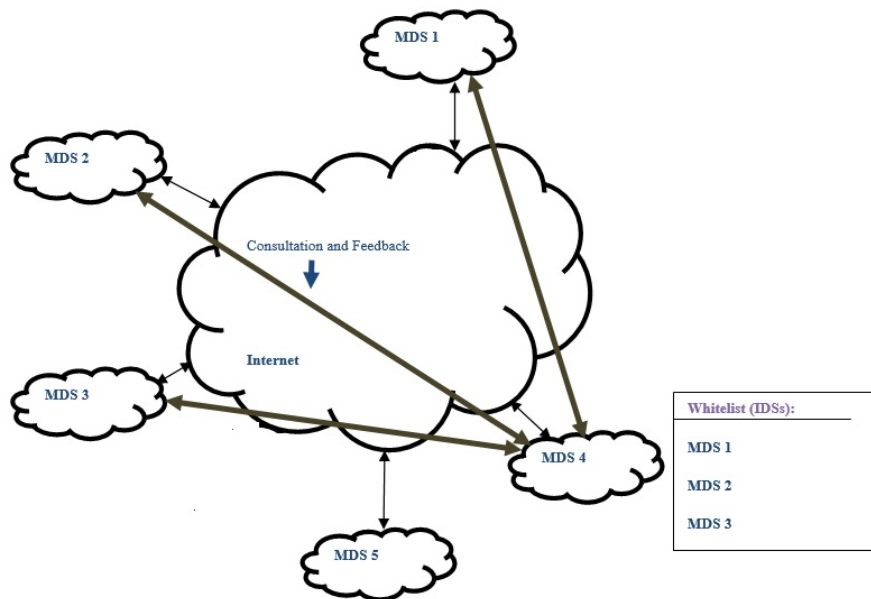 MDS 1
MDS 2
Consultation and Feedback
Internet
MDS 3
MDS 4
MDS 5
Whitelist (IDSs):
MDS 1
MDS 2
MDS 3